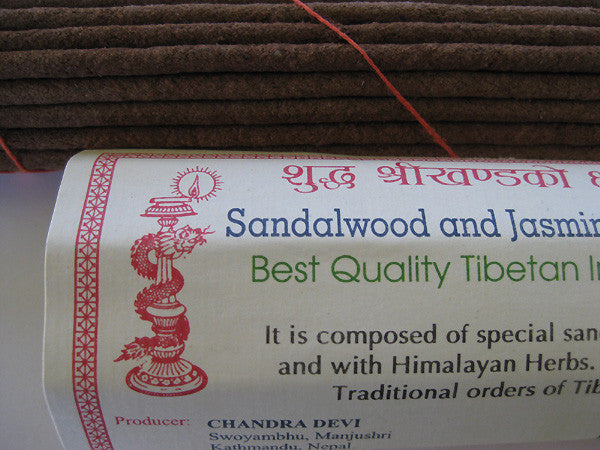 शुद्ध श्रीखण्डको
Sandalwood and Jasmin
Best Quality Tibetan In
It is composed of special san
and with Himalayan Herbs.
Traditional orders of Tib
Producer: CHANDRA DEVI
Swoyambhu, Manjushri
Kathmandu, Nepal